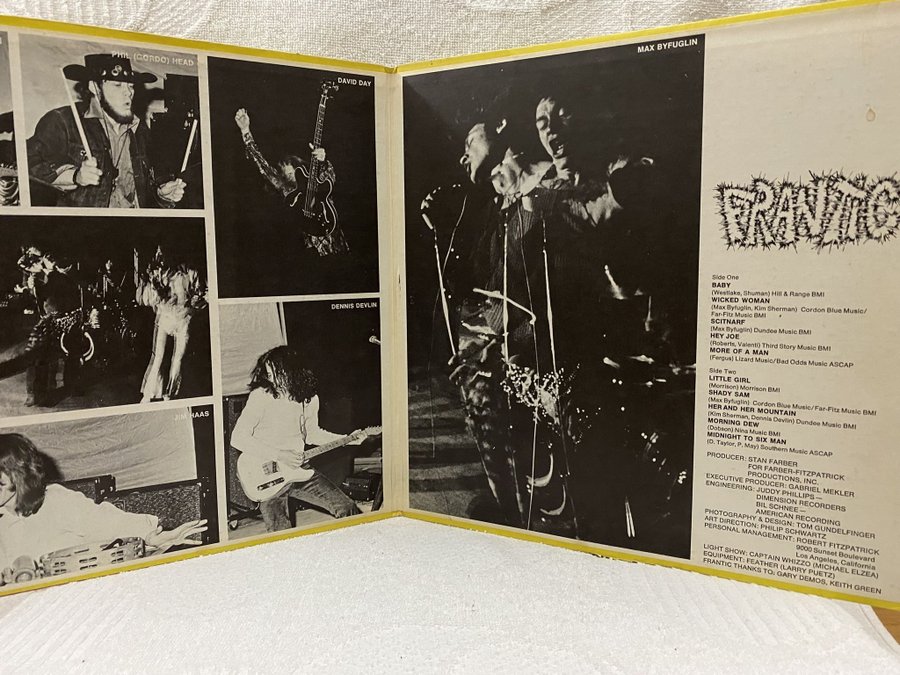 PHIL (GORDO) HEAD
DAVID DAY
DENNIS DEVLIN
JIM HAAS
MAX BYFUGLIN
FRANTIC
Side One
BABY
(Westlake, Shuman) Hill & Range BMI
WICKED WOMAN
(Max Byfuglin, Kim Sherman) Cordon Blue Music/
Far-Fitz Music BMI
SCITNARF
(Max Byfuglin) Dundee Music BMI
HEY JOE
(Roberts, Valenti) Third Story Music BMI
MORE OF A MAN
(Fergus) Lizard Music/Bad Odds Music ASCAP
Side Two
LITTLE GIRL
(Morrison) Morrison BMI
SHADY SAM
(Max Byfuglin) Cordon Blue Music/Far-Fitz Music BMI
HER AND HER MOUNTAIN
(Kim Sherman, Dennis Devlin) Dundee Music BMI
MORNING DEW
(Dobson) Nina Music BMI
MIDNIGHT TO SIX MAN
(D. Taylor, P. May) Southern Music ASCAP
PRODUCER: STAN FARBER
FOR FARBER-FITZPATRICK
PRODUCTIONS, INC.
EXECUTIVE PRODUCER: GABRIEL MEKLER
ENGINEERING: JUDDY PHILLIPS—
DIMENSION RECORDERS
BIL SCHNEE—
AMERICAN RECORDING
PHOTOGRAPHY & DESIGN: TOM GUNDELFINGER
ART DIRECTION: PHILIP SCHWARTZ
PERSONAL MANAGEMENT: ROBERT FITZPATRICK
9000 Sunset Boulevard
Los Angeles, California
LIGHT SHOW: CAPTAIN WHIZZO (MICHAEL ELZEA)
EQUIPMENT: FEATHER (LARRY PUETZ)
FRANTIC THANKS TO: GARY DEMOS, KEITH GREEN